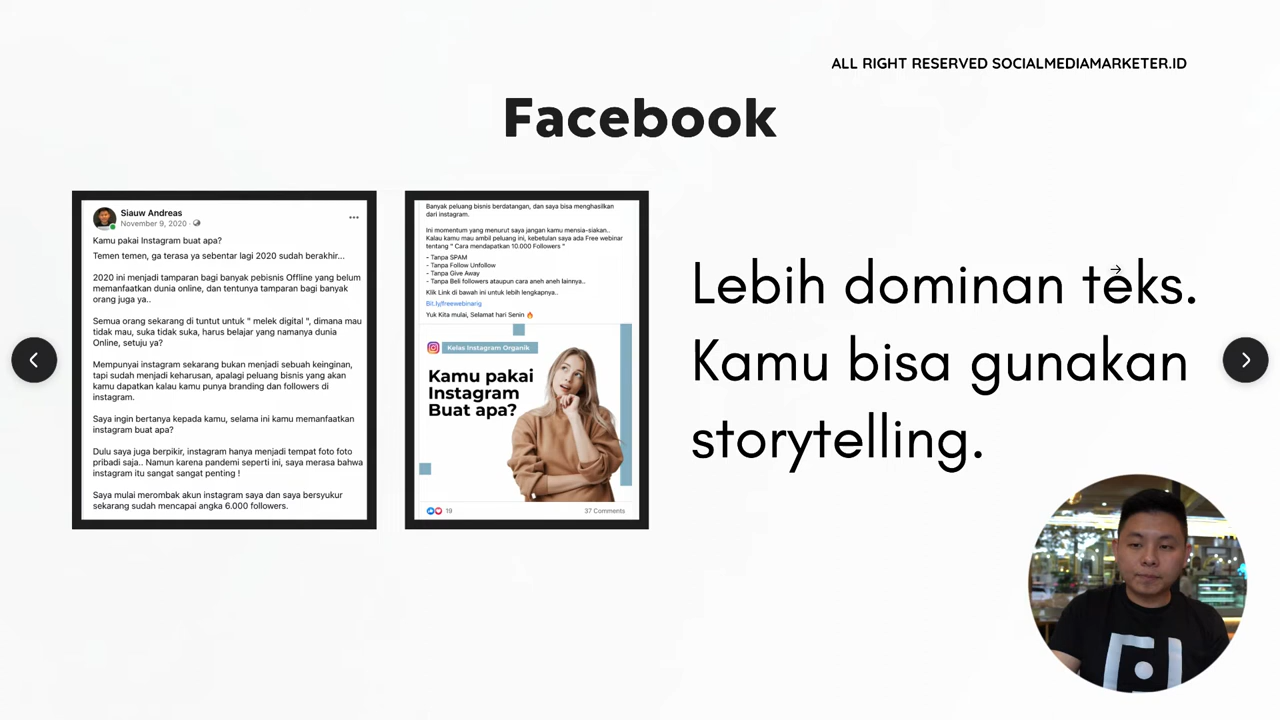 ALL RIGHT RESERVED SOCIALMEDIAMARKETER.ID
Facebook
Siauw Andreas
November 9, 2020 ·
Kamu pakai Instagram buat apa?
Temen temen, ga terasa ya sebentar lagi 2020 sudah berakhir...
2020 ini menjadi tamparan bagi banyak pebisnis Offline yang belum
memanfaatkan dunia online, dan tentunya tamparan bagi banyak
orang juga ya..
Semua orang sekarang di tuntut untuk " melek digital ", dimana mau
tidak mau, suka tidak suka, harus belajar yang namanya dunia
Online, setuju ya?
Mempunyai instagram sekarang bukan menjadi sebuah keinginan,
tapi sudah menjadi keharusan, apalagi peluang bisnis yang akan
kamu dapatkan kalau kamu punya branding dan followers di
instagram.
Saya ingin bertanya kepada kamu, selama ini kamu memanfaatkan
instagram buat apa?
Dulu saya juga berpikir, instagram hanya menjadi tempat foto foto
pribadi saja.. Namun karena pandemi seperti ini, saya merasa bahwa
instagram itu sangat sangat penting !
Saya mulai merombak akun instagram saya dan saya bersyukur
sekarang sudah mencapai angka 6.000 followers.
Banyak peluang bisnis berdatangan, dan saya bisa menghasilkan
dari instagram.
Ini momentum yang menurut saya jangan kamu mensia-siakan..
Kalau kamu mau ambil peluang ini, kebetulan saya ada Free webinar
tentang " Cara mendapatkan 10.000 Followers "
- Tanpa SPAM
- Tanpa Follow Unfollow
- Tanpa Give Away
- Tanpa Beli followers ataupun cara aneh aneh lainnya..
Klik Link di bawah ini untuk lebih lengkapnya..
Bit.ly/freewebinarig
Yuk Kita mulai, Selamat hari Senin 🔥
Kelas Instagram Organik
Kamu pakai
Instagram
Buat apa?
19
37 Comments
Lebih dominan teks.
Kamu bisa gunakan
storytelling.